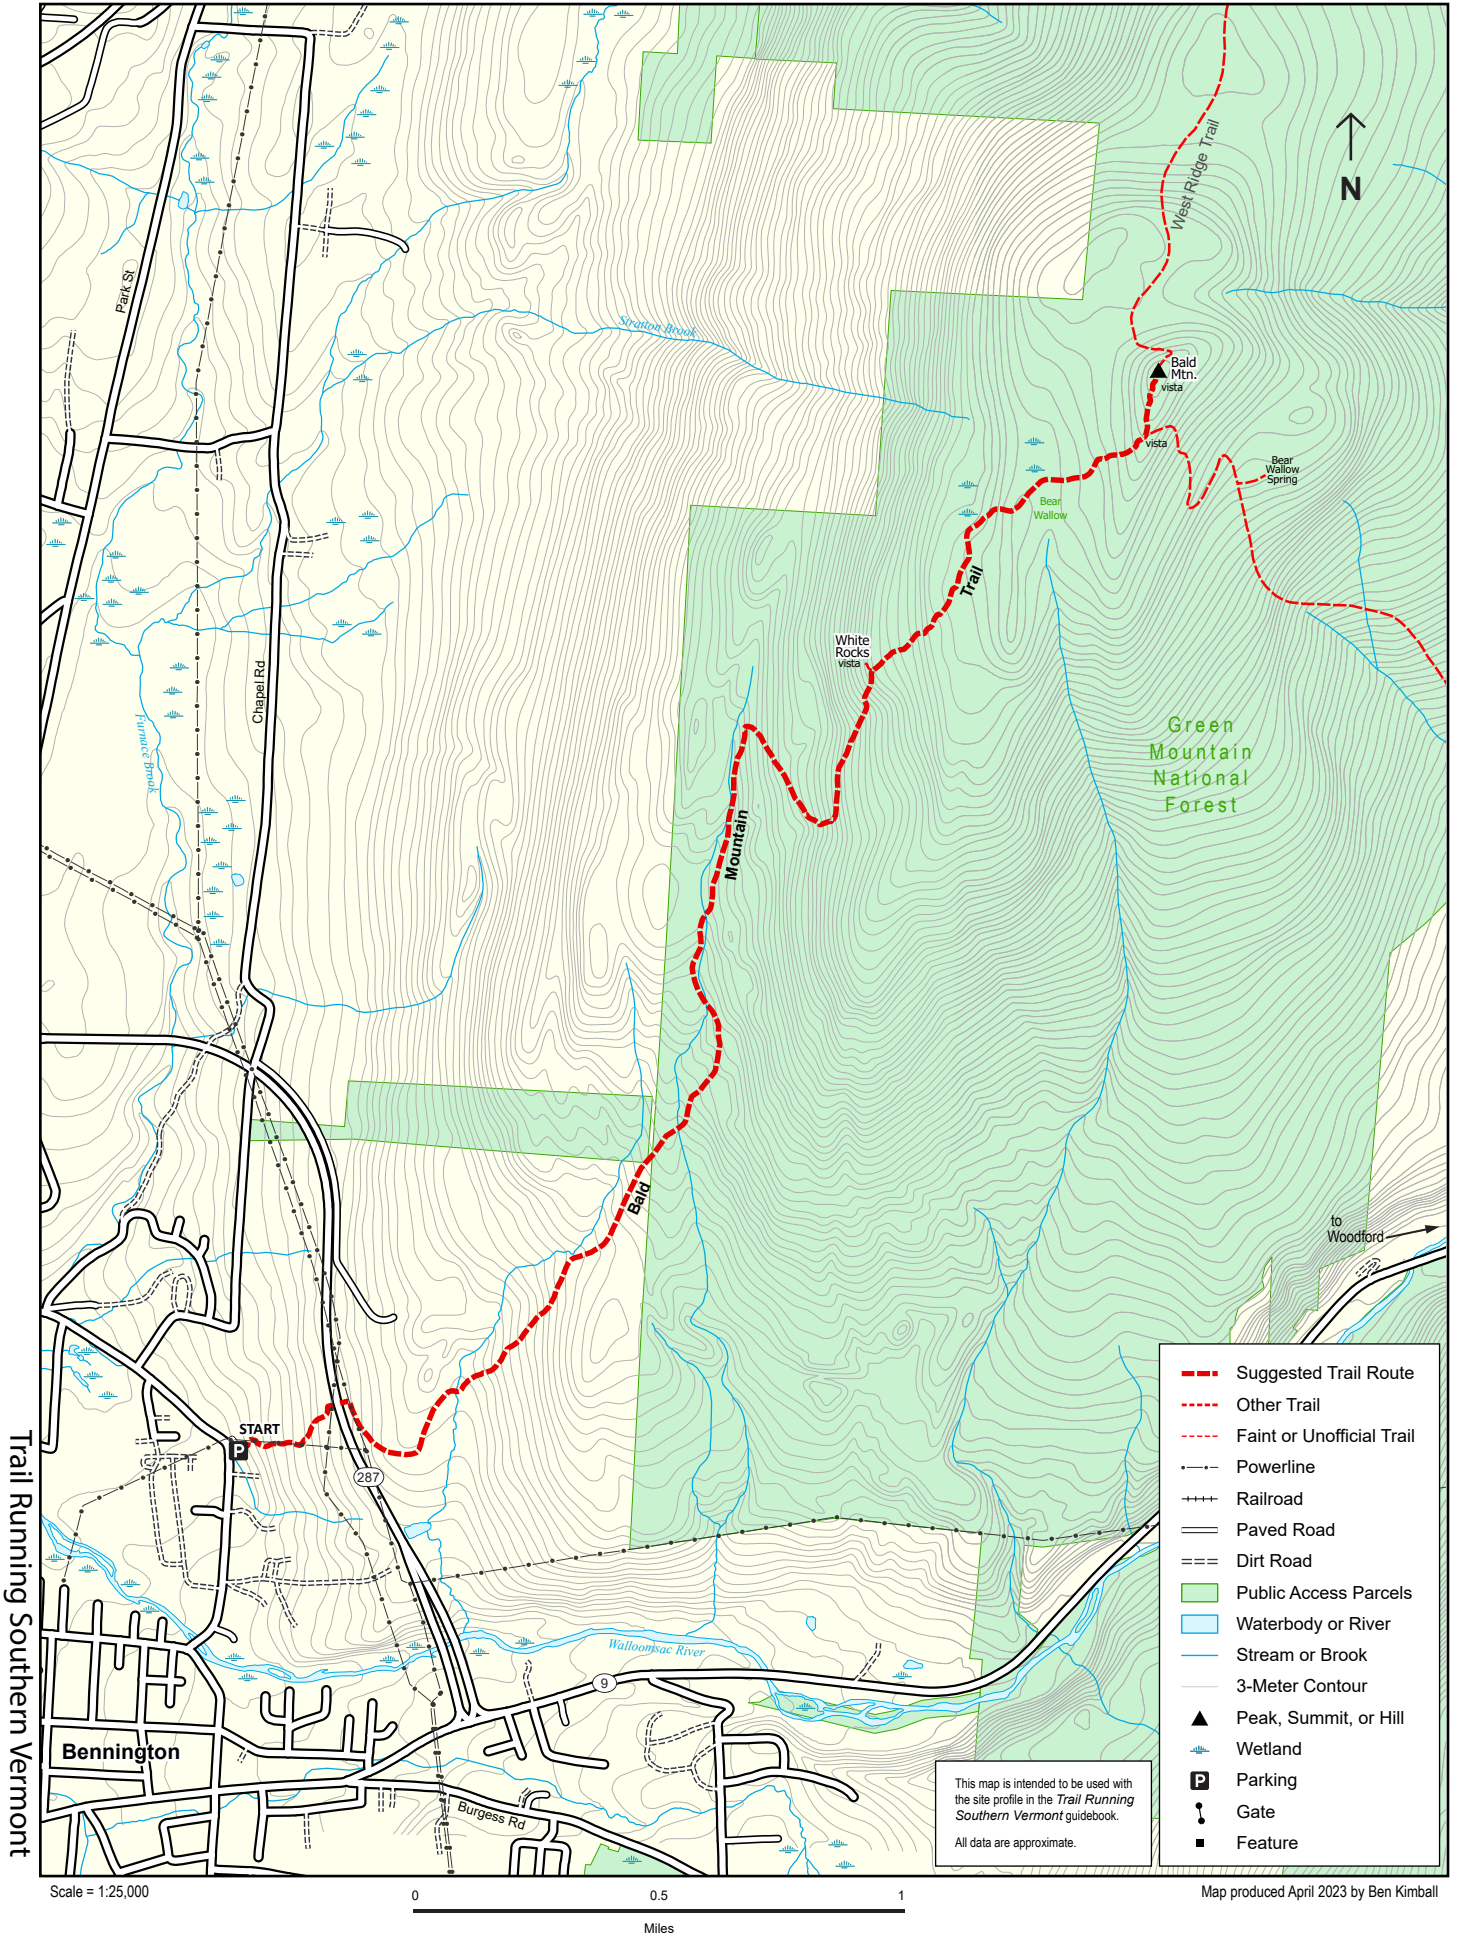 West Ridge Trail
N
Park St
Stratton Brook
Bald
Mtn.
vista
vista
Bear
Wallow
Spring
Bear
Wallow
Trail
White
Rocks
vista
Chapel Rd
Furnace Brook
Green
Mountain
National
Forest
Mountain
Bald
to
Woodford
START
P
287
Walloomsac River
9
Bennington
Burgess Rd
Trail Running Southern Vermont
Suggested Trail Route
Other Trail
Faint or Unofficial Trail
Powerline
Railroad
Paved Road
Dirt Road
Public Access Parcels
Waterbody or River
Stream or Brook
3-Meter Contour
Peak, Summit, or Hill
Wetland
P Parking
Gate
Feature
This map is intended to be used with
the site profile in the Trail Running
Southern Vermont guidebook.
All data are approximate.
Scale = 1:25,000
0 0.5 1
Miles
Map produced April 2023 by Ben Kimball